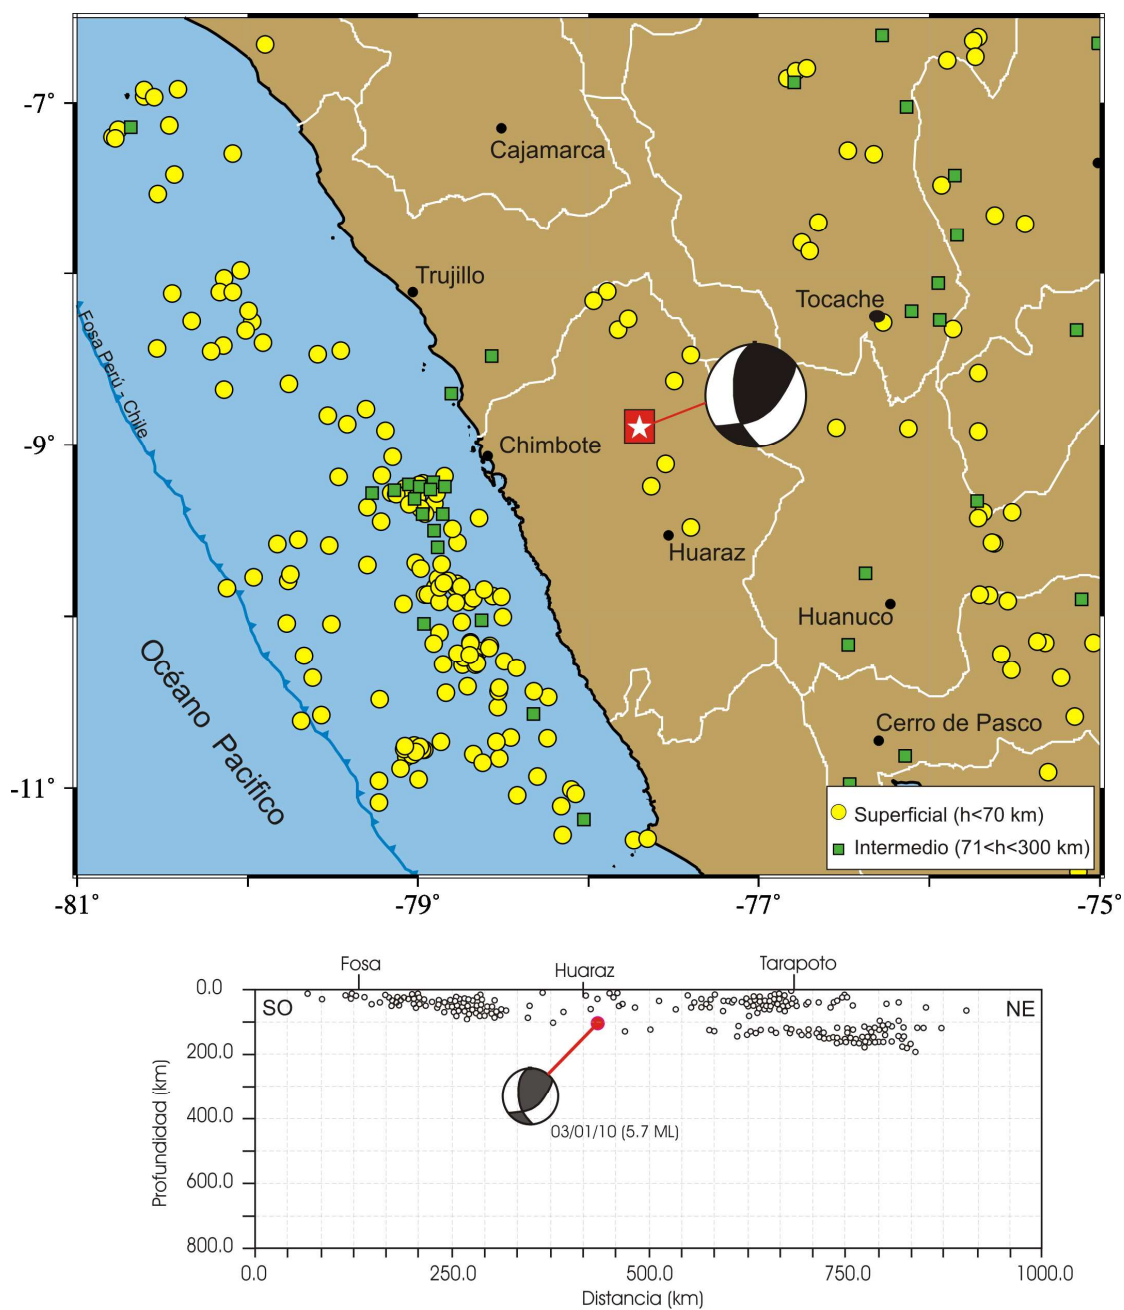 -7°
Cajamarca
Trujillo
Tocache
Fosa Perú - Chile
-9°
Chimbote
Huaraz
Huanuco
Océano Pacifico
Cerro de Pasco
-11°
Superficial (h<70 km)
Intermedio (71<h<300 km)
-81° -79° -77° -75°
Fosa Huaraz Tarapoto
0.0
SO NE
200.0
400.0
03/01/10 (5.7 ML)
600.0
800.0
Profundidad (km)
0.0 250.0 500.0 750.0 1000.0
Distancia (km)